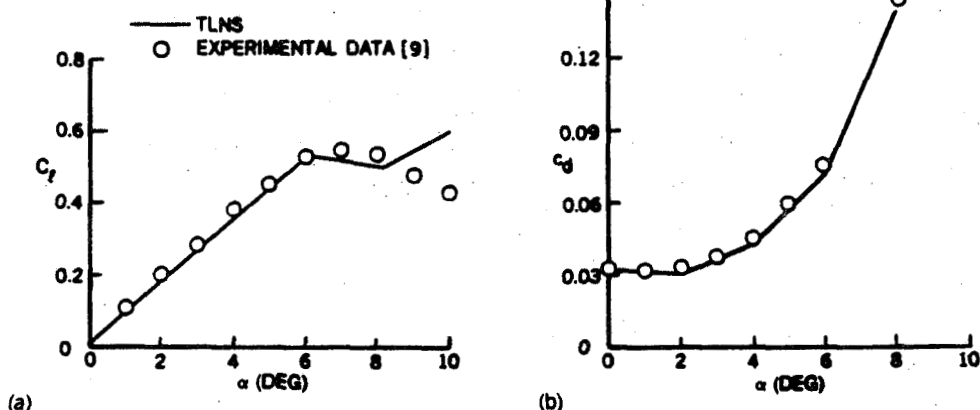 TLNS
EXPERIMENTAL DATA [9]
0.8
0.6
0.4
0.2
0
C_ℓ
0 2 4 6 8 10
α (DEG)
(a)
0.12
0.09
0.06
0.03
0
c_d
0 2 4 6 8 10
α (DEG)
(b)